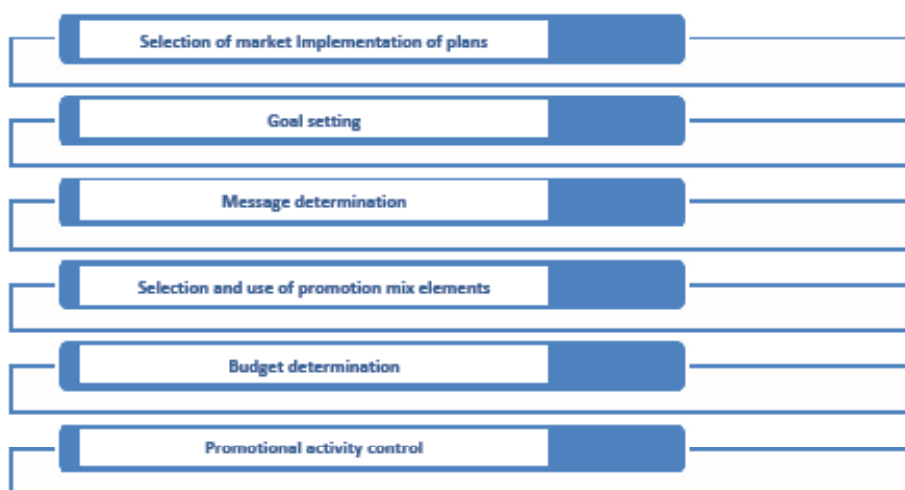 Selection of market Implementation of plans
Goal setting
Message determination
Selection and use of promotion mix elements
Budget determination
Promotional activity control